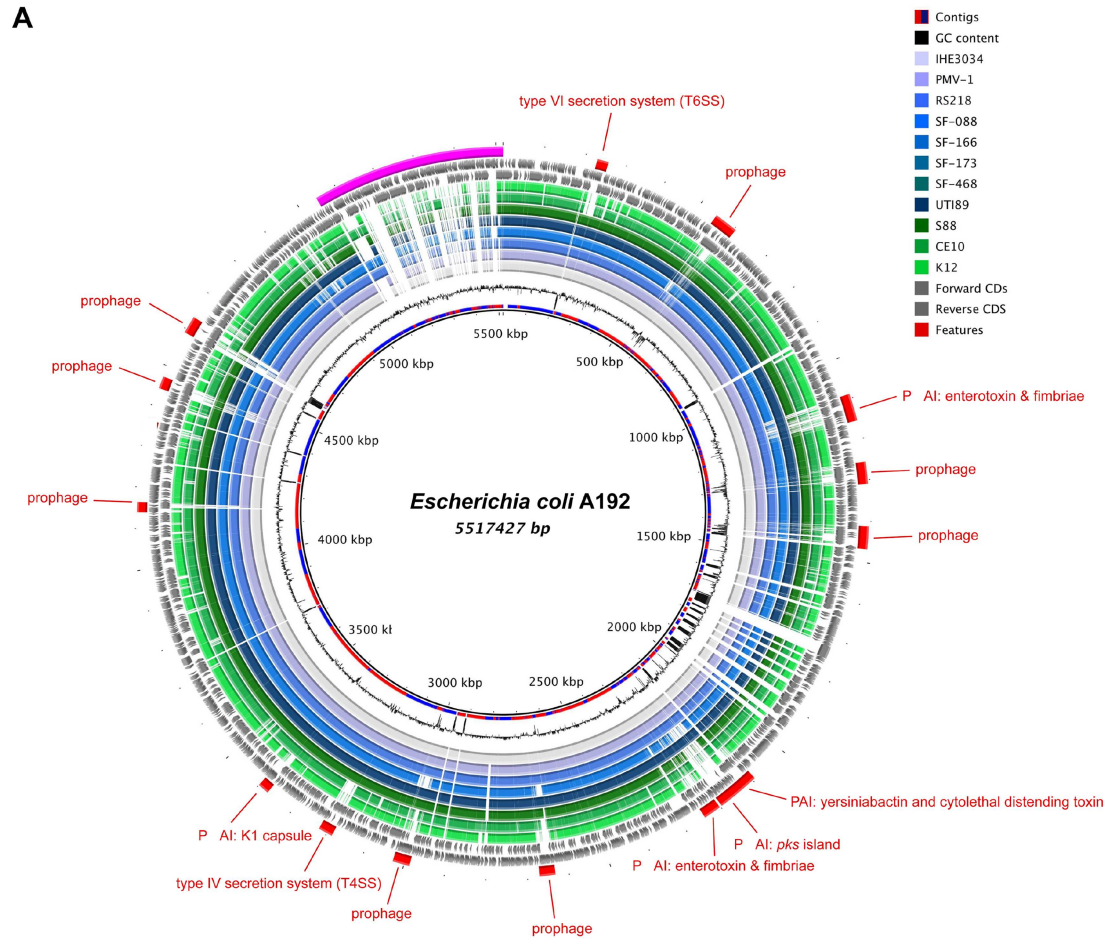 A
Contigs
GC content
IHE3034
PMV-1
RS218
SF-088
SF-166
SF-173
SF-468
UTI89
S88
CE10
K12
Forward CDs
Reverse CDS
Features
type VI secretion system (T6SS)
prophage
prophage
prophage
P AI: enterotoxin & fimbriae
prophage
prophage
prophage
5500 kbp
500 kbp
1000 kbp
1500 kbp
2000 kbp
2500 kbp
3000 kbp
3500 kl
4000 kbp
4500 kbp
5000 kbp
Escherichia coli A192
5517427 bp
PAI: yersiniabactin and cytolethal distending toxin
P AI: pks island
P AI: enterotoxin & fimbriae
P AI: K1 capsule
type IV secretion system (T4SS)
prophage
prophage